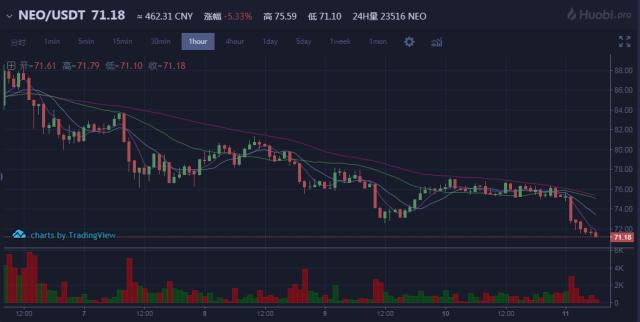 NEO/USDT 71.18 ≈ 462.31 CNY 涨幅 -5.33% 高 75.59 低 71.10 24H量 23516 NEO Huobi.pro
分时 1min 5min 15min 30min 1hour 4hour 1day 5day 1week 1mon
开=71.61 高=71.79 低=71.10 收=71.18
88.00
86.00
84.00
82.00
80.00
78.00
76.00
74.00
72.00
charts by TradingView
71.18
6K
4K
2K
0
12:00 7 12:00 8 12:00 9 12:00 10 12:00 11